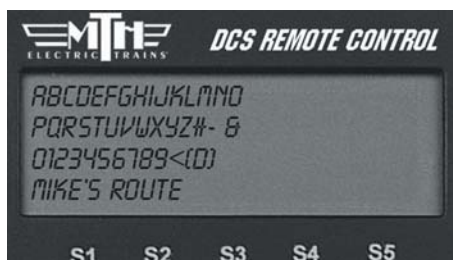 MTH
ELECTRIC TRAINS
DCS REMOTE CONTROL
ABCDEFGHIJKLMNO
PQRSTUVWXYZ#- &
0123456789<(D)
MIKE'S ROUTE
S1 S2 S3 S4 S5